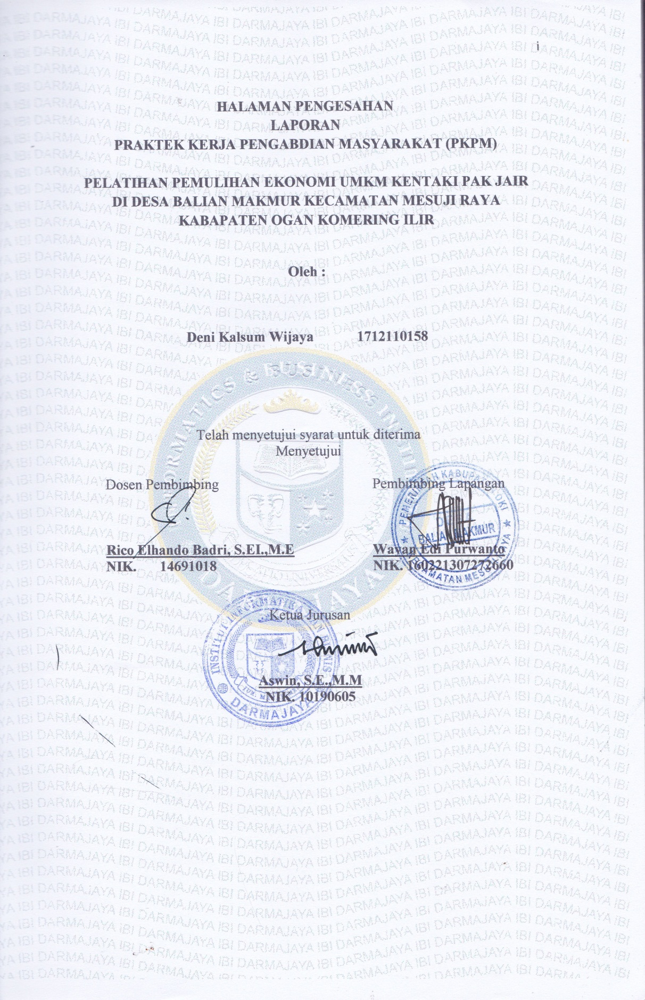 i
HALAMAN PENGESAHAN
LAPORAN
PRAKTEK KERJA PENGABDIAN MASYARAKAT (PKPM)
PELATIHAN PEMULIHAN EKONOMI UMKM KENTAKI PAK JAIR
DI DESA BALIAN MAKMUR KECAMATAN MESUJI RAYA
KABAPATEN OGAN KOMERING ILIR
Oleh :
Deni Kalsum Wijaya 1712110158
Telah menyetujui syarat untuk diterima
Menyetujui
Dosen Pembimbing Pembimbing Lapangan
Rico Elhando Badri, S.EI.,M.E Wayan Edi Purwanto
NIK. 14691018 NIK. 160221307272660
Ketua Jurusan
Aswin, S.E.,M.M
NIK. 10190605
DARMAJAYA